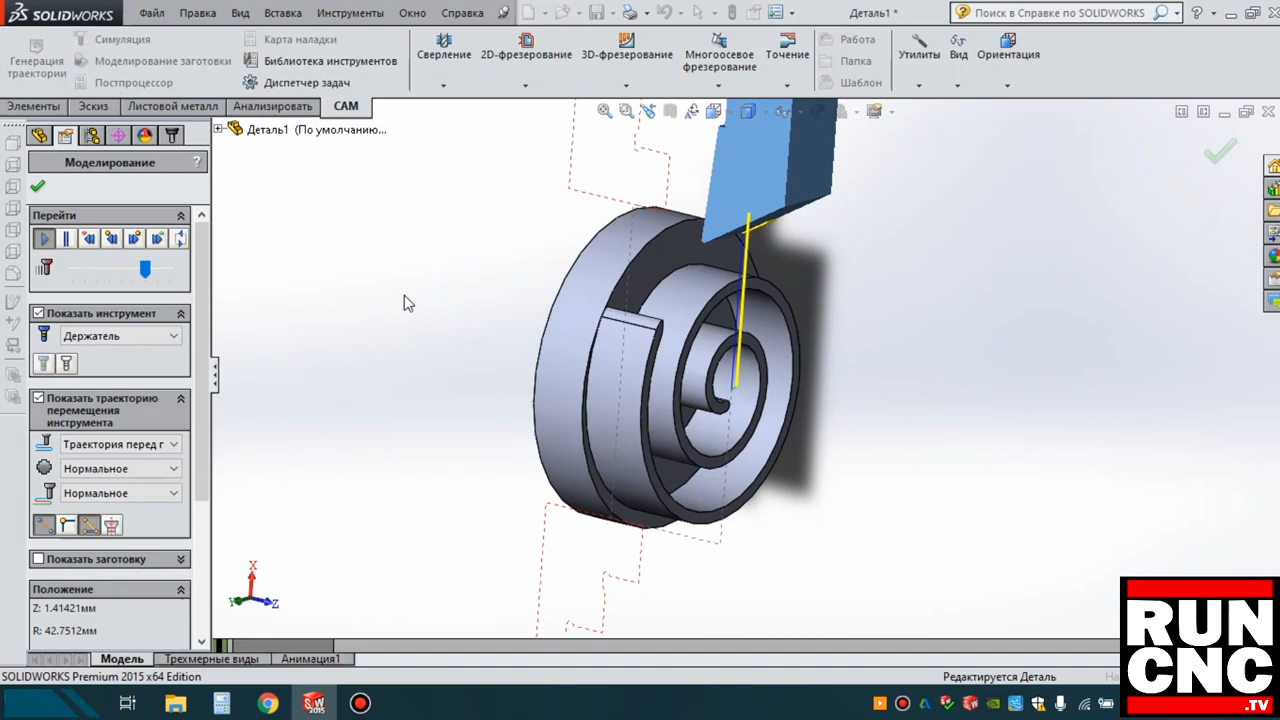 SOLIDWORKS
Файл
Правка
Вид
Вставка
Инструменты
Окно
Справка
Деталь1 *
Поиск в Справке по SOLIDWORKS
Генерация
траектории
Симуляция
Моделирование заготовки
Постпроцессор
Карта наладки
Библиотека инструментов
Диспетчер задач
Сверление
2D-фрезерование
3D-фрезерование
Многоосевое
фрезерование
Точение
Работа
Папка
Шаблон
Утилиты
Вид
Ориентация
Элементы
Эскиз
Листовой металл
Анализировать
CAM
Деталь1 (По умолчанию...
Моделирование
?
Перейти
Показать инструмент
Держатель
Показать траекторию
перемещения
инструмента
Траектория перед г
Нормальное
Нормальное
Показать заготовку
Положение
Z: 1.41421мм
R: 42.7512мм
X
Y
Z
Модель
Трехмерные виды
Анимация1
SOLIDWORKS Premium 2015 x64 Edition
Редактируется Деталь
RUN
CNC
.TV